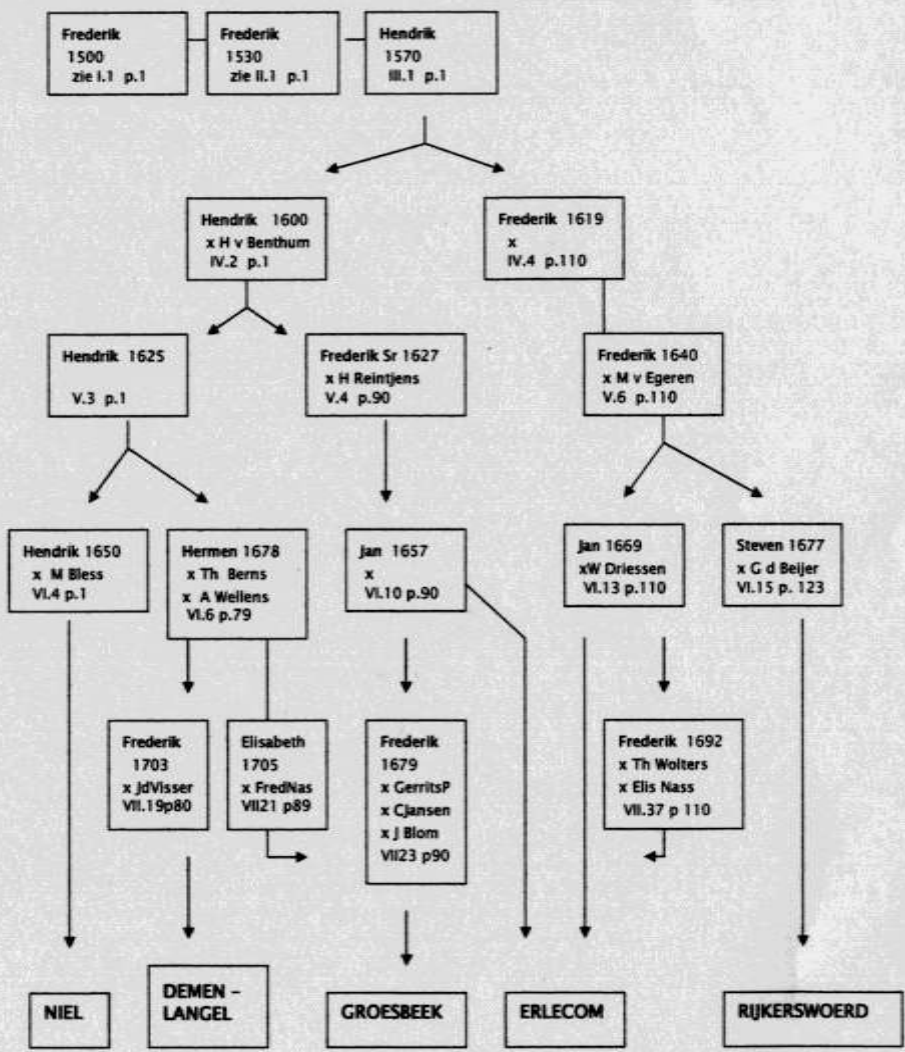 Frederik
1500
zie I.1 p.1
Frederik
1530
zie II.1 p.1
Hendrik
1570
III.1 p.1
Hendrik 1600
x H v Benthum
IV.2 p.1
Frederik 1619
x
IV.4 p.110
Hendrik 1625
V.3 p.1
Frederik Sr 1627
x H Reintjens
V.4 p.90
Frederik 1640
x M v Egeren
V.6 p.110
Hendrik 1650
x M Bless
VI.4 p.1
Hermen 1678
x Th Berns
x A Wellens
VI.6 p.79
Jan 1657
x
VI.10 p.90
Jan 1669
xW Driessen
VI.13 p.110
Steven 1677
x G d Beijer
VI.15 p. 123
Frederik
1703
x JdVisser
VII.19p80
Elisabeth
1705
x FredNas
VII21 p89
Frederik
1679
x GerritsP
x CJansen
x J Blom
VII23 p90
Frederik 1692
x Th Wolters
x Elis Nass
VII.37 p 110
NIEL
DEMEN -
LANGEL
GROESBEEK
ERLECOM
RIJKERSWOERD